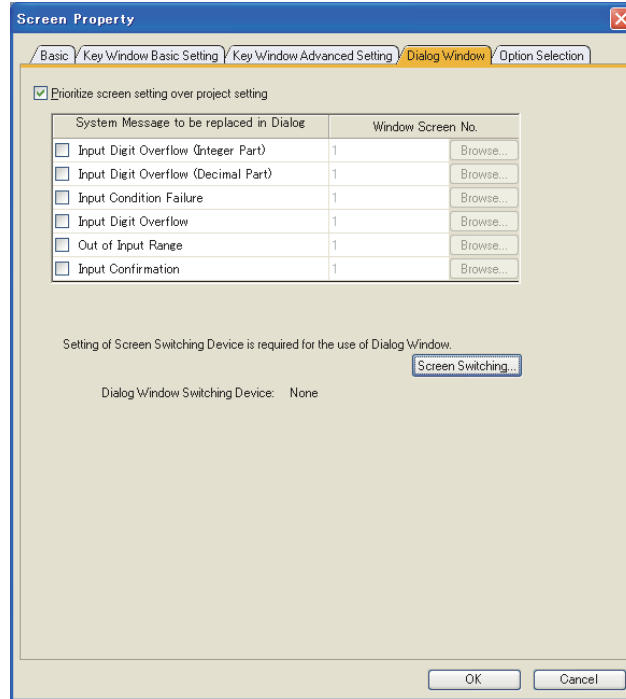 Screen Property
Basic Key Window Basic Setting Key Window Advanced Setting Dialog Window Option Selection
Prioritize screen setting over project setting
System Message to be replaced in Dialog Window Screen No.
Input Digit Overflow (Integer Part) 1 Browse...
Input Digit Overflow (Decimal Part) 1 Browse...
Input Condition Failure 1 Browse...
Input Digit Overflow 1 Browse...
Out of Input Range 1 Browse...
Input Confirmation 1 Browse...
Setting of Screen Switching Device is required for the use of Dialog Window.
Screen Switching...
Dialog Window Switching Device: None
OK Cancel